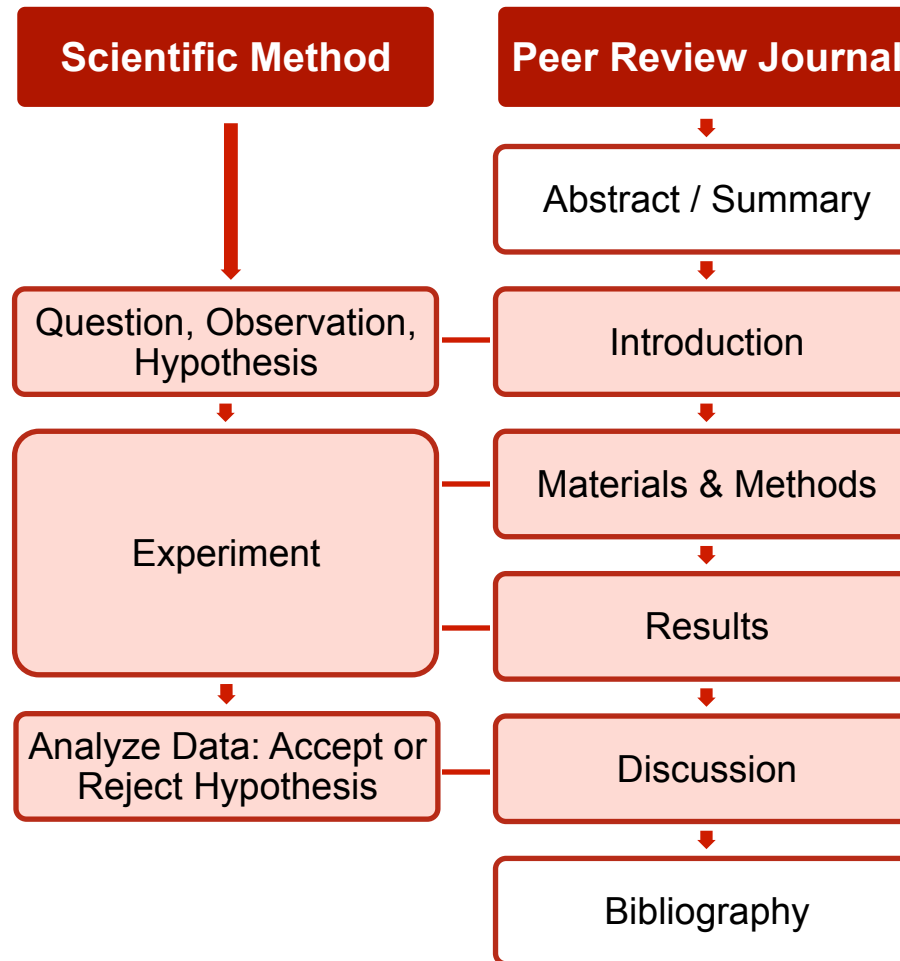 Scientific Method
Peer Review Journal
Abstract / Summary
Question, Observation,
Hypothesis
Introduction
Experiment
Materials & Methods
Results
Analyze Data: Accept or
Reject Hypothesis
Discussion
Bibliography